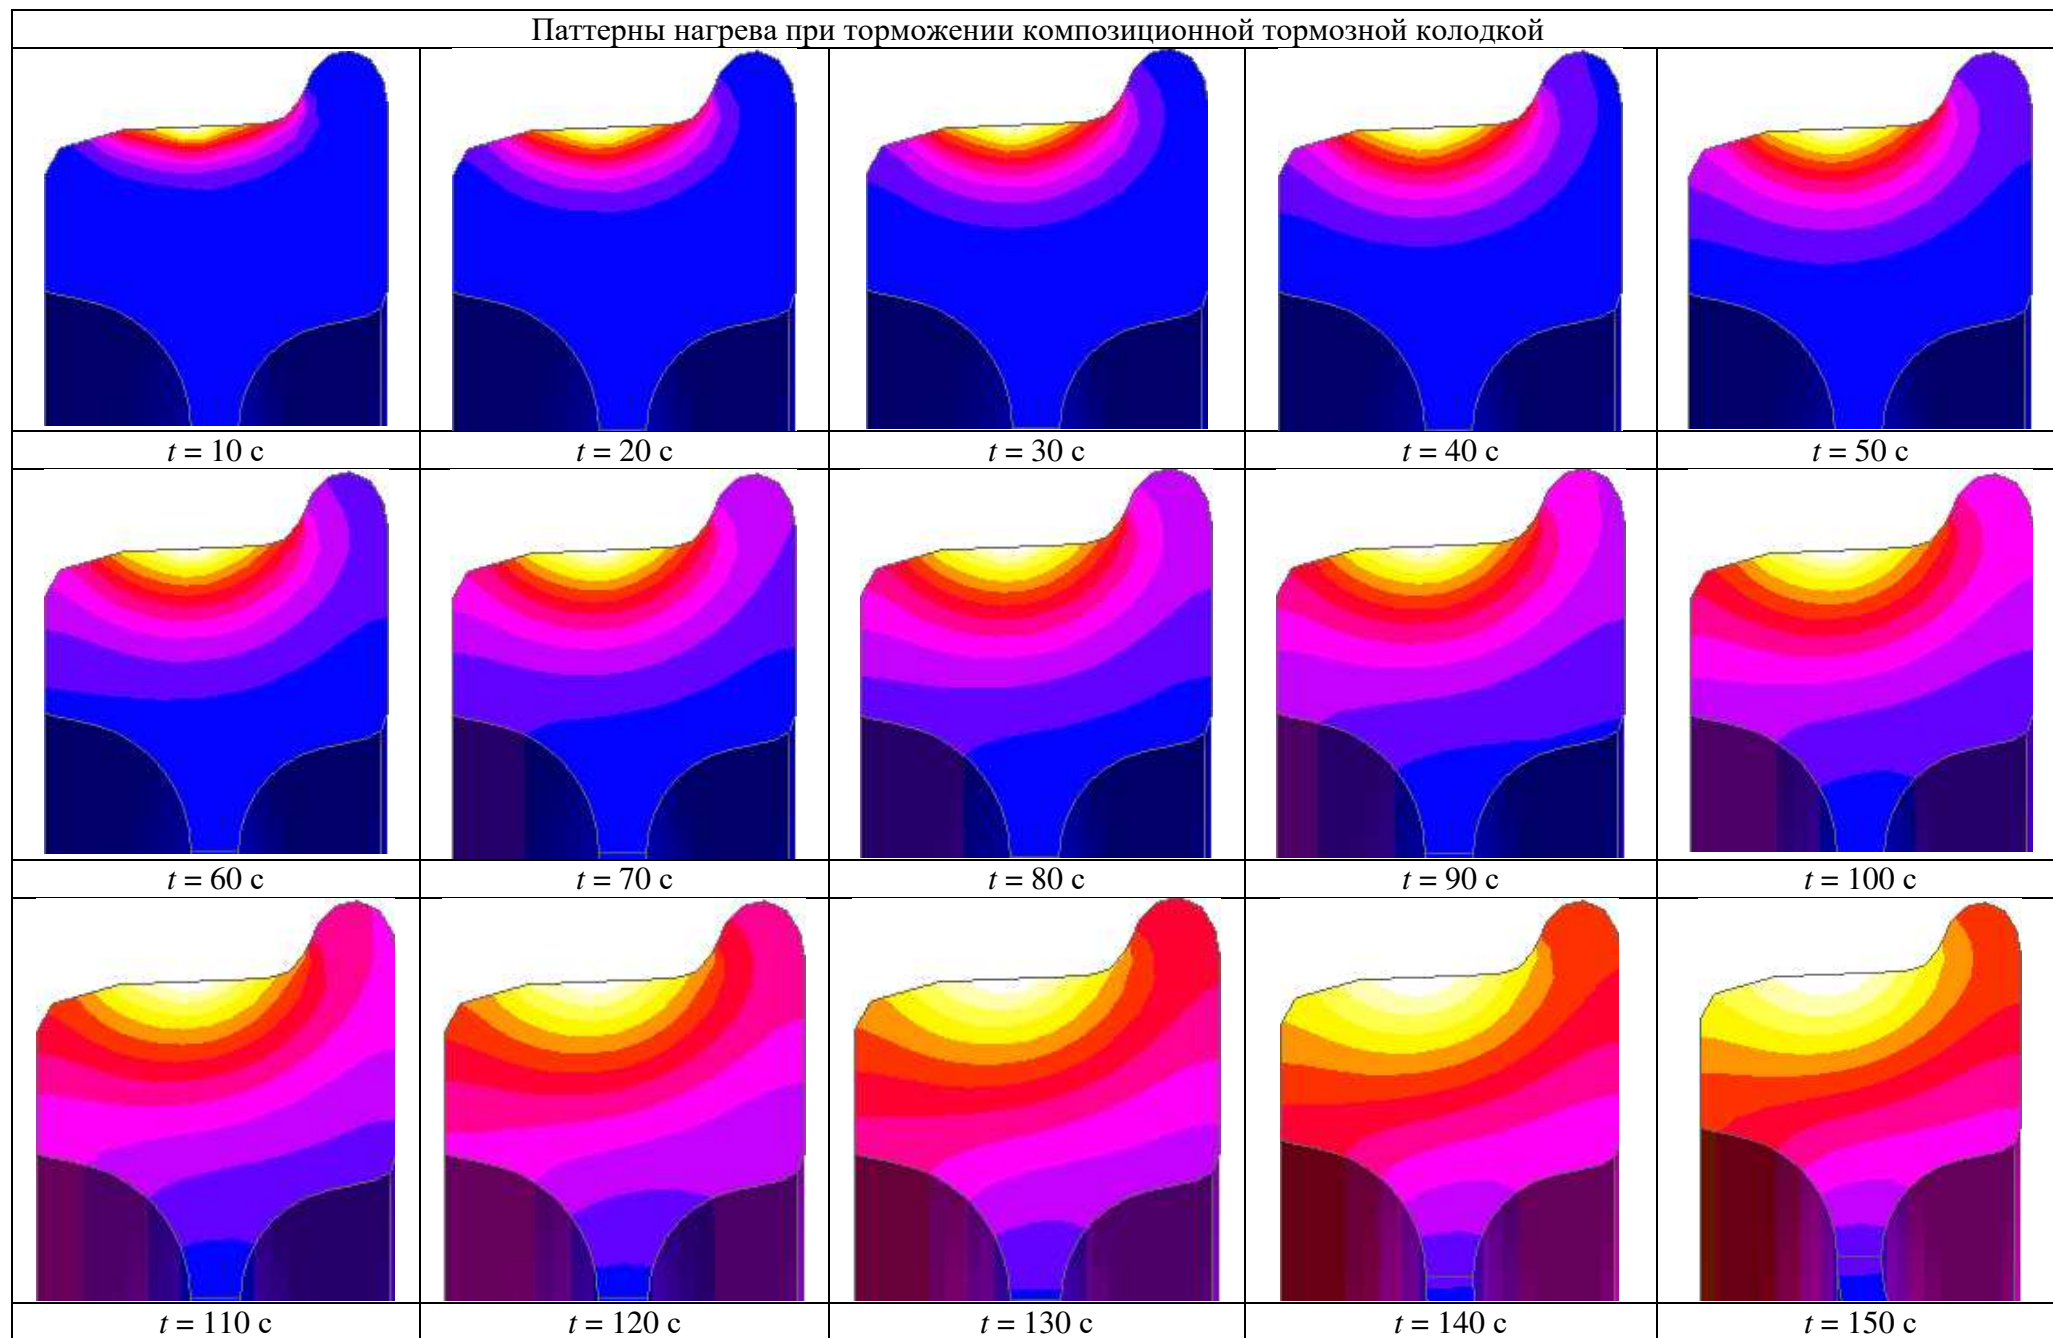 Паттерны нагрева при торможении композиционной тормозной колодкой
t = 10 с
t = 20 с
t = 30 с
t = 40 с
t = 50 с
t = 60 с
t = 70 с
t = 80 с
t = 90 с
t = 100 с
t = 110 с
t = 120 с
t = 130 с
t = 140 с
t = 150 с